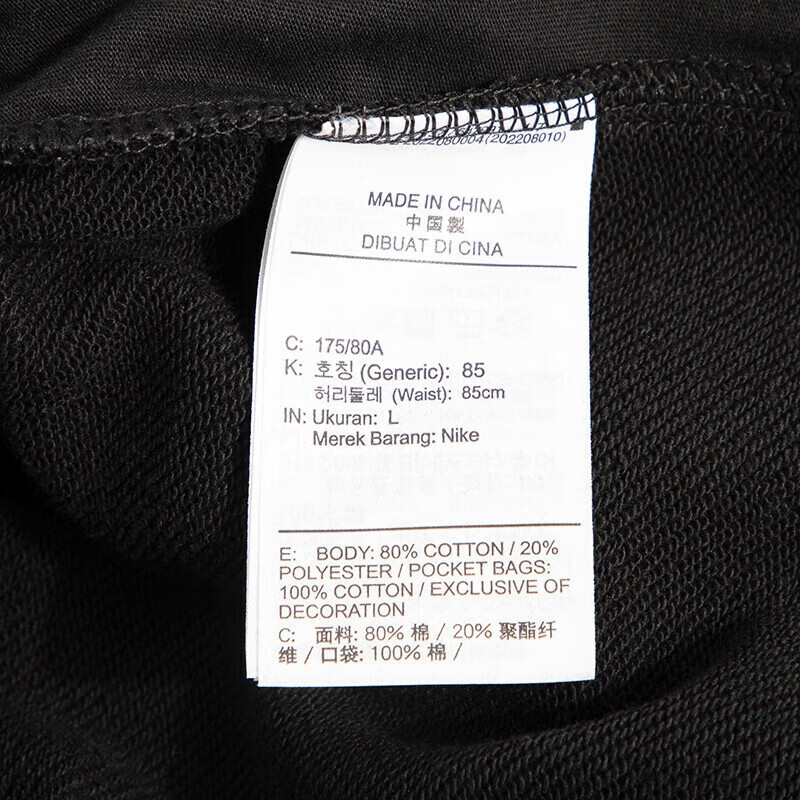 (202208010)
MADE IN CHINA
中国製
DIBUAT DI CINA
C: 175/80A
K: 호칭 (Generic): 85
허리둘레 (Waist): 85cm
IN: Ukuran: L
Merek Barang: Nike
E: BODY: 80% COTTON / 20%
POLYESTER / POCKET BAGS:
100% COTTON / EXCLUSIVE OF
DECORATION
C: 面料: 80% 棉 / 20% 聚酯纤
维 / 口袋: 100% 棉 /